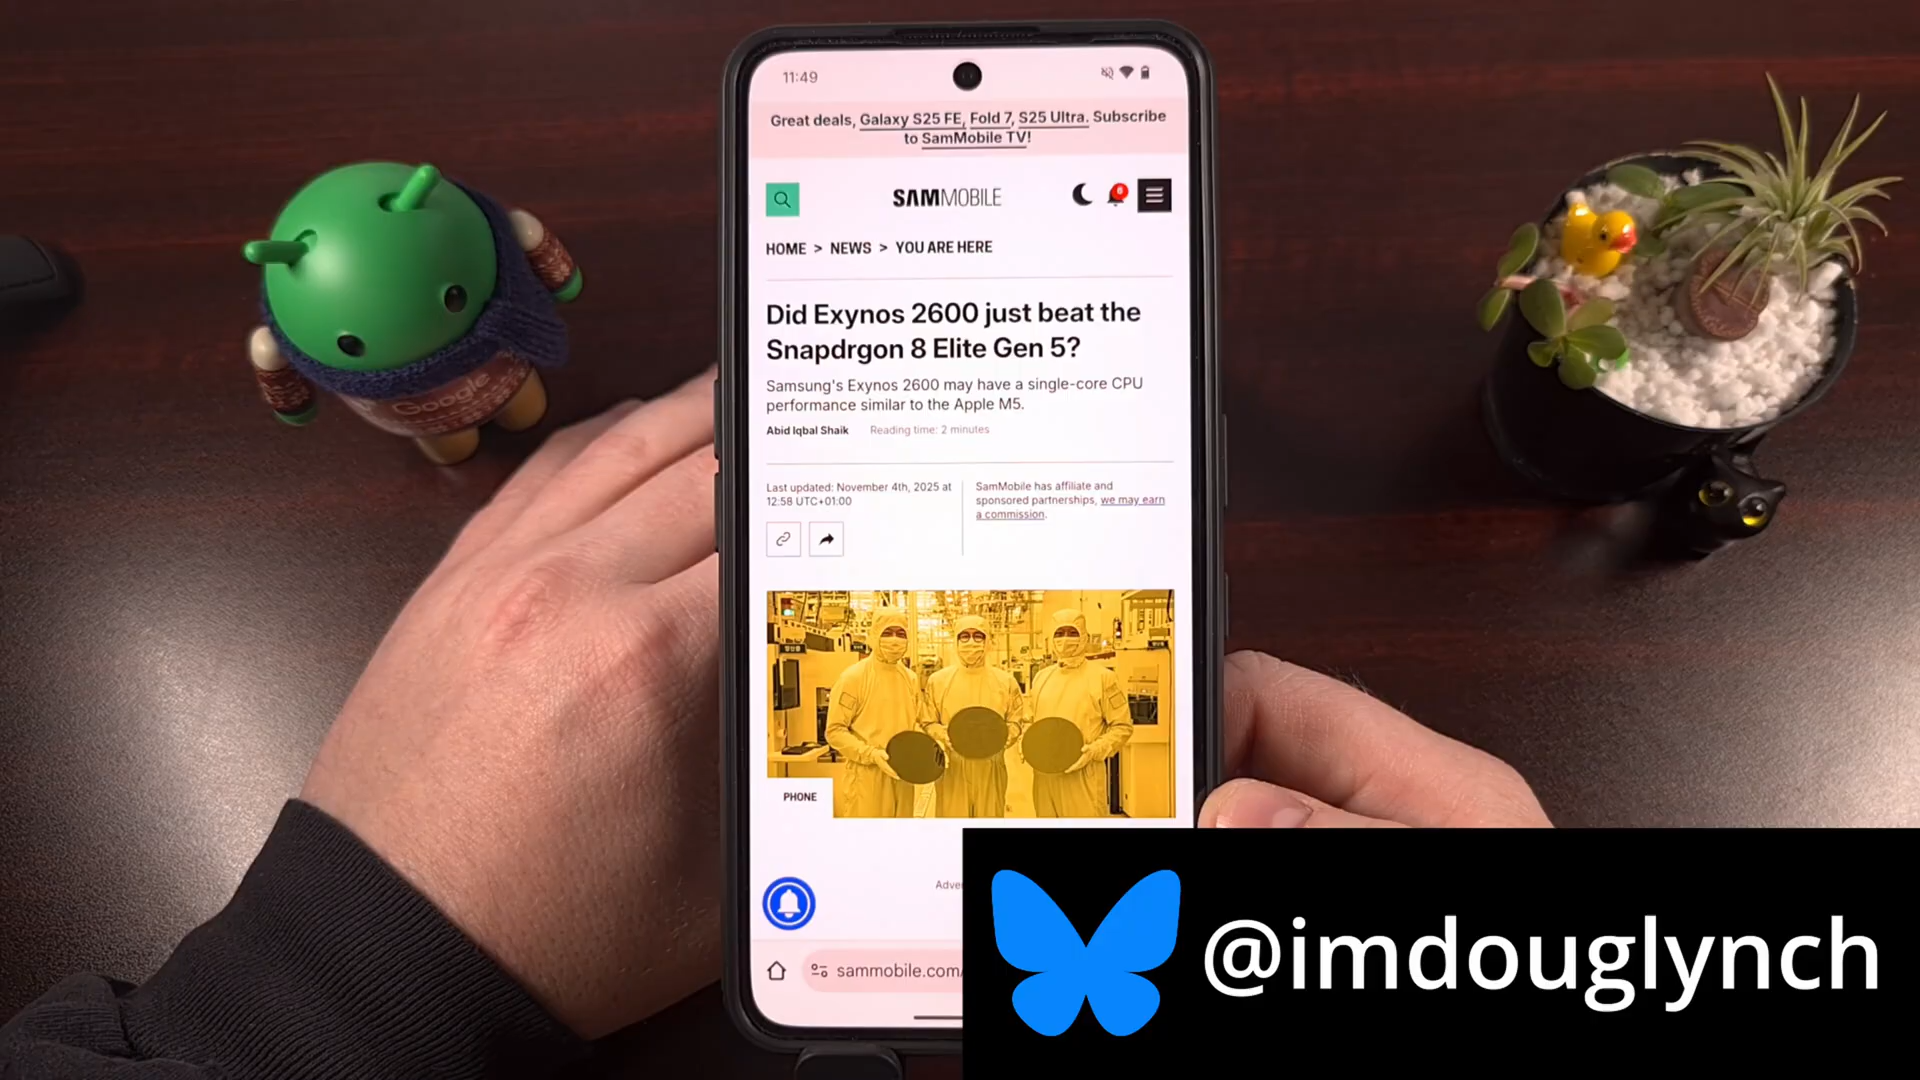 11:49
Great deals, Galaxy S25 FE, Fold 7, S25 Ultra. Subscribe
to SamMobile TV!
SAMMOBILE
6
HOME > NEWS > YOU ARE HERE
Did Exynos 2600 just beat the
Snapdrgon 8 Elite Gen 5?
Samsung's Exynos 2600 may have a single-core CPU
performance similar to the Apple M5.
Abid Iqbal Shaik Reading time: 2 minutes
Last updated: November 4th, 2025 at
12:58 UTC+01:00
SamMobile has affiliate and
sponsored partnerships, we may earn
a commission.
Google
PHONE
Adve
sammobile.com/
@imdouglynch